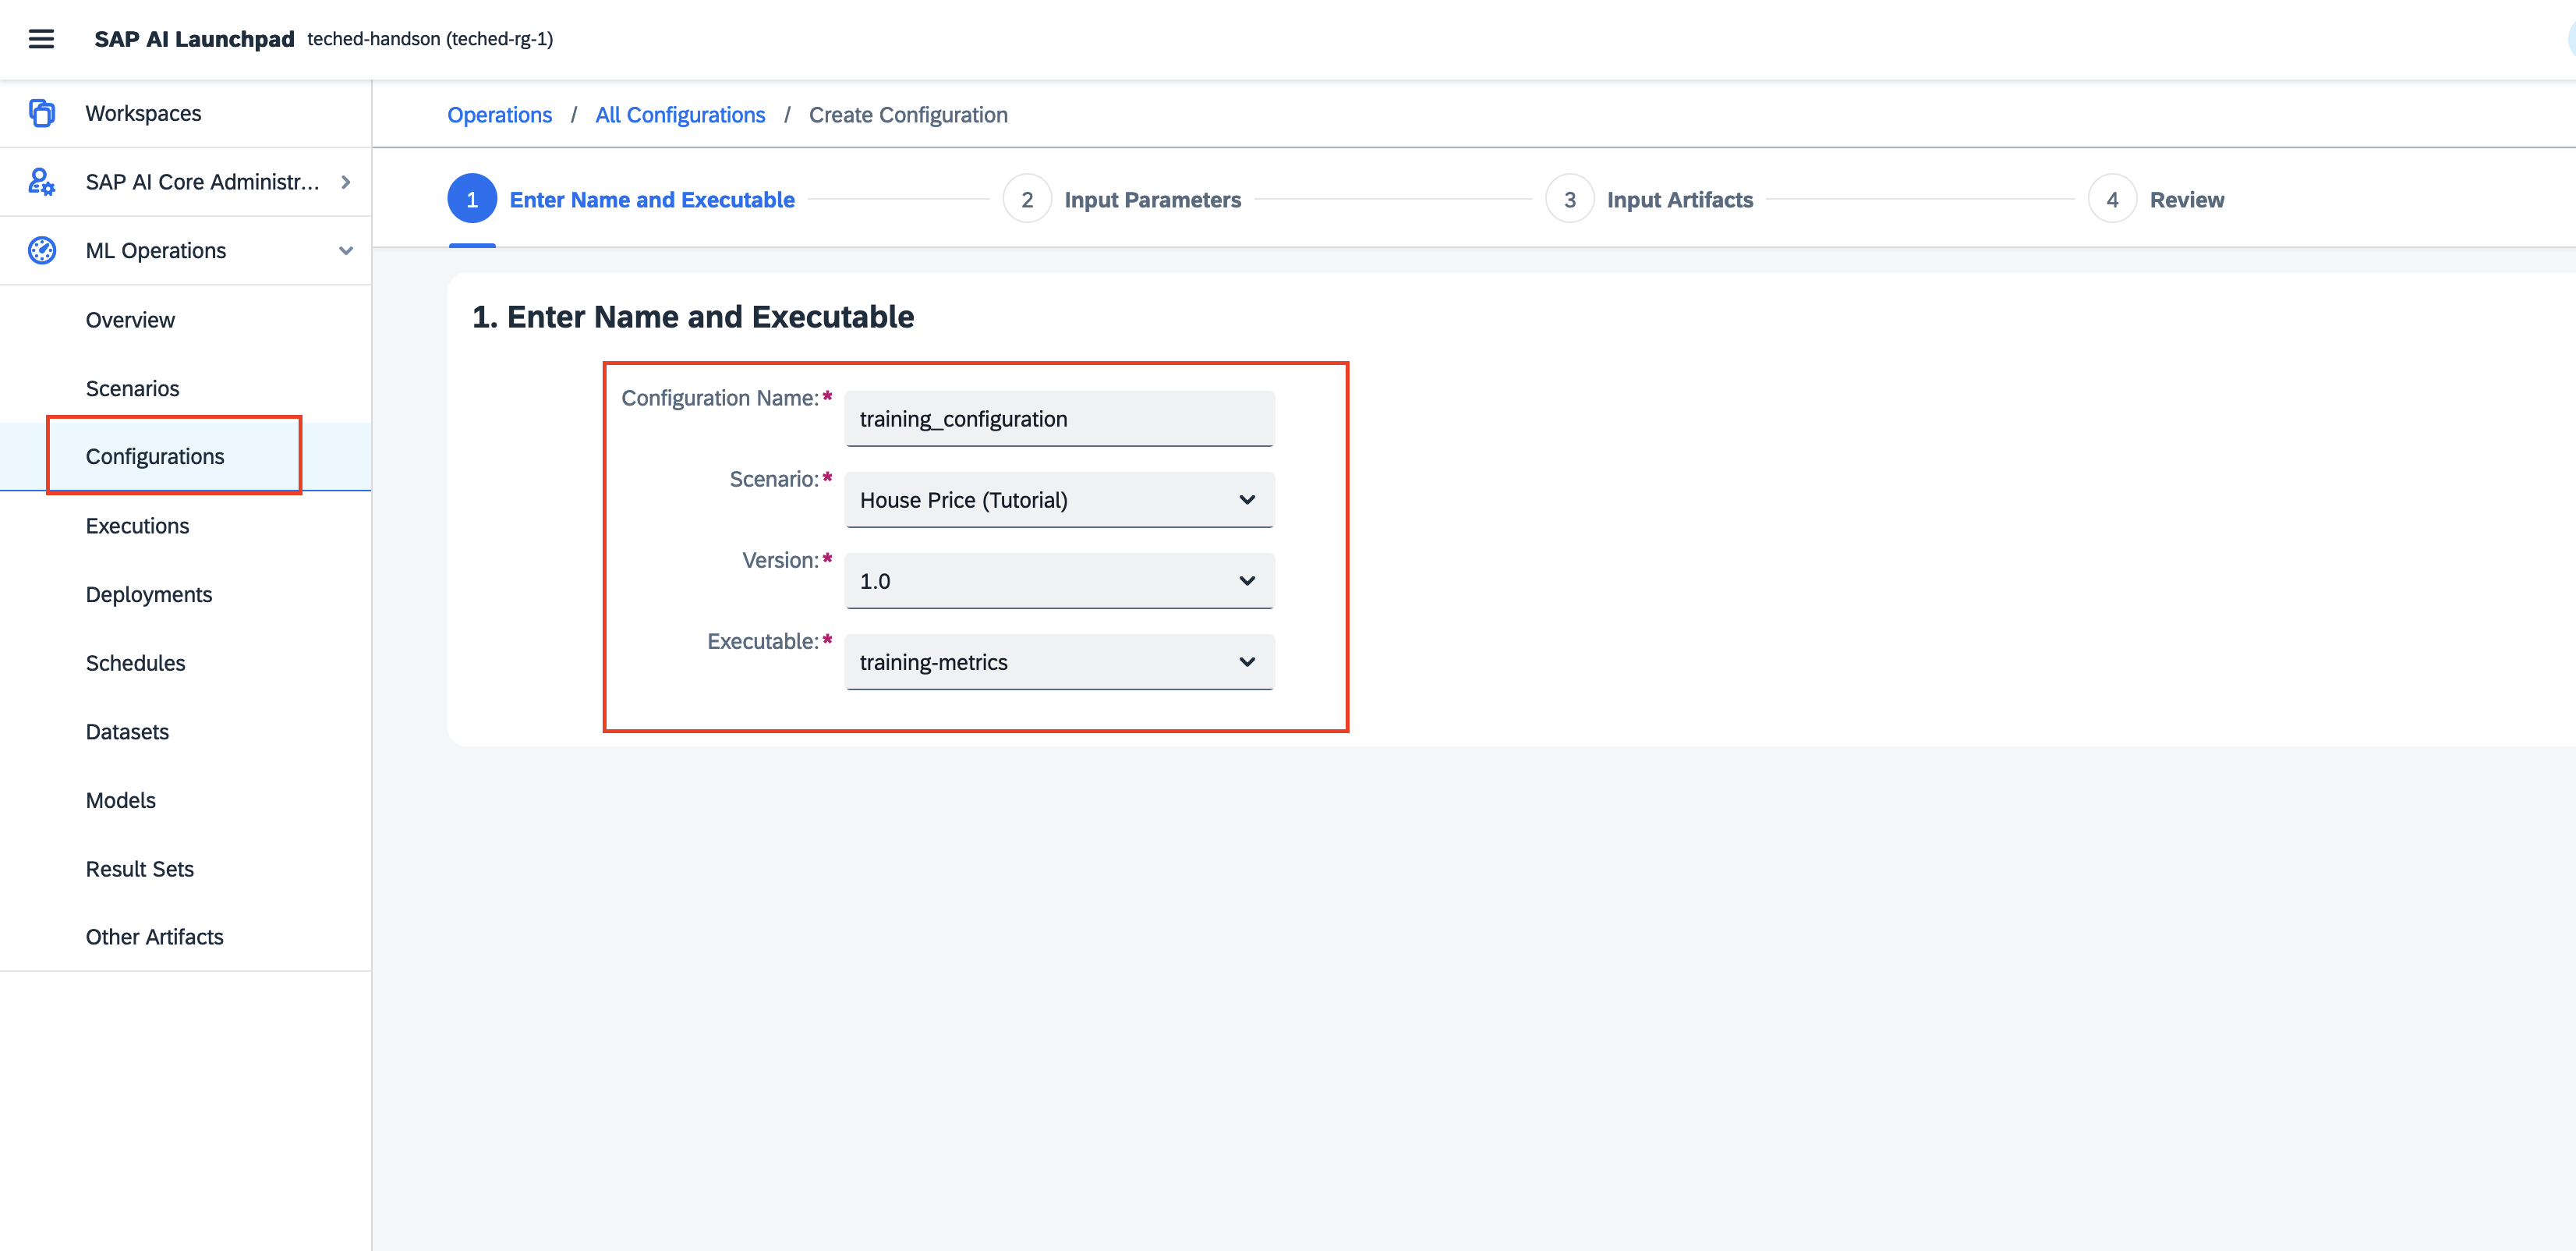 SAP AI Launchpad teched-handson (teched-rg-1)
Workspaces
SAP AI Core Administr...
ML Operations
Overview
Scenarios
Configurations
Executions
Deployments
Schedules
Datasets
Models
Result Sets
Other Artifacts
Operations / All Configurations / Create Configuration
1 Enter Name and Executable 2 Input Parameters 3 Input Artifacts 4 Review
1. Enter Name and Executable
Configuration Name:* training_configuration
Scenario:* House Price (Tutorial)
Version:* 1.0
Executable:* training-metrics